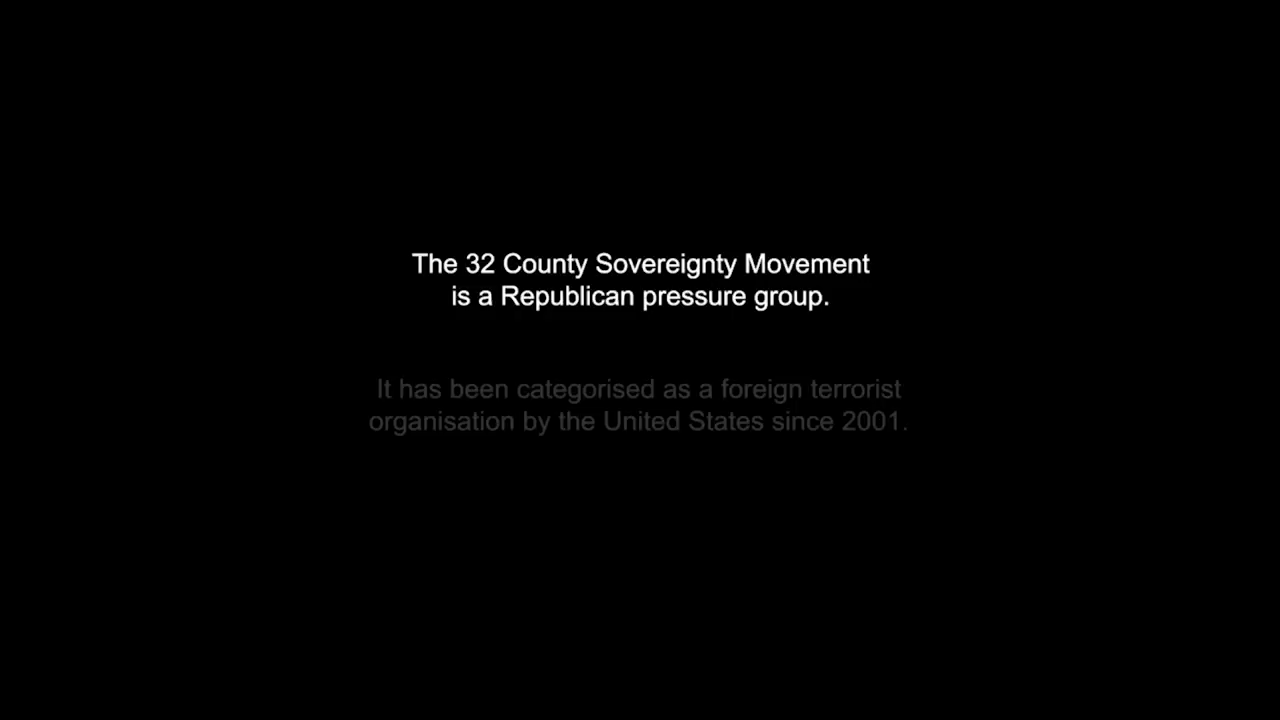 The 32 County Sovereignty Movement
is a Republican pressure group.
It has been categorised as a foreign terrorist
organisation by the United States since 2001.